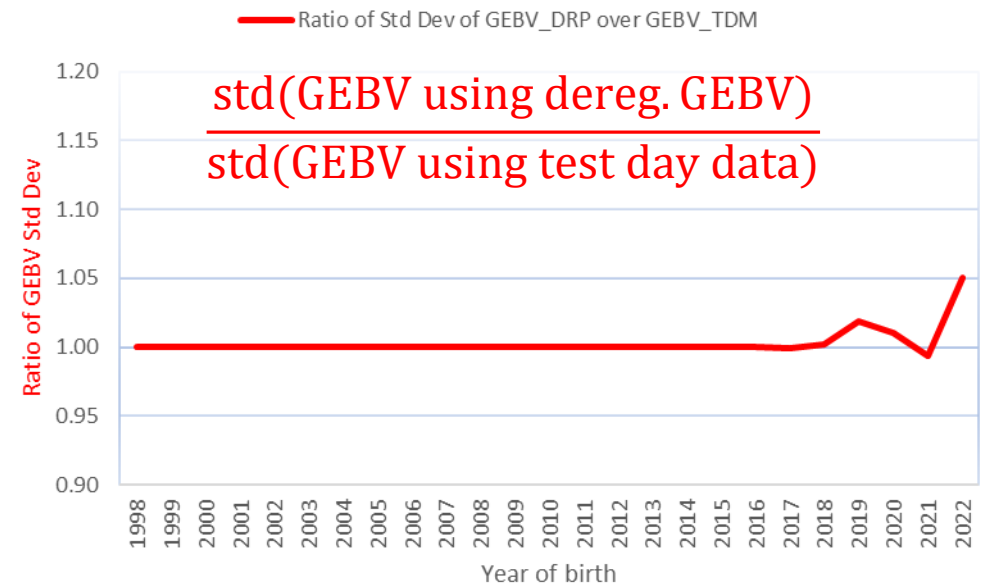 Ratio of Std Dev of GEBV_DRP over GEBV_TDM
std(GEBV using dereg. GEBV)
std(GEBV using test day data)
Ratio of GEBV Std Dev
1.20
1.15
1.10
1.05
1.00
0.95
0.90
1998 1999 2000 2001 2002 2003 2004 2005 2006 2007 2008 2009 2010 2011 2012 2013 2014 2015 2016 2017 2018 2019 2020 2021 2022
Year of birth